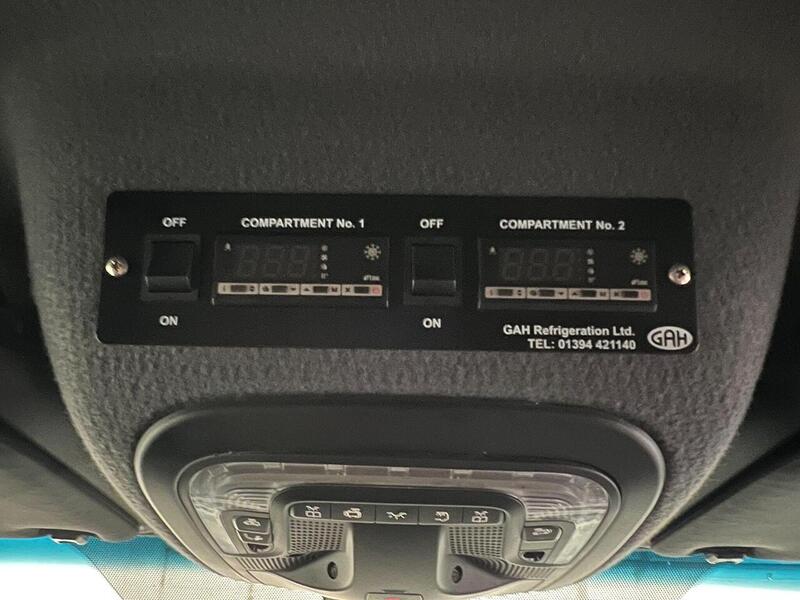 OFF COMPARTMENT No. 1 OFF COMPARTMENT No. 2
ON ON
GAH Refrigeration Ltd.
TEL: 01394 421140
GAH